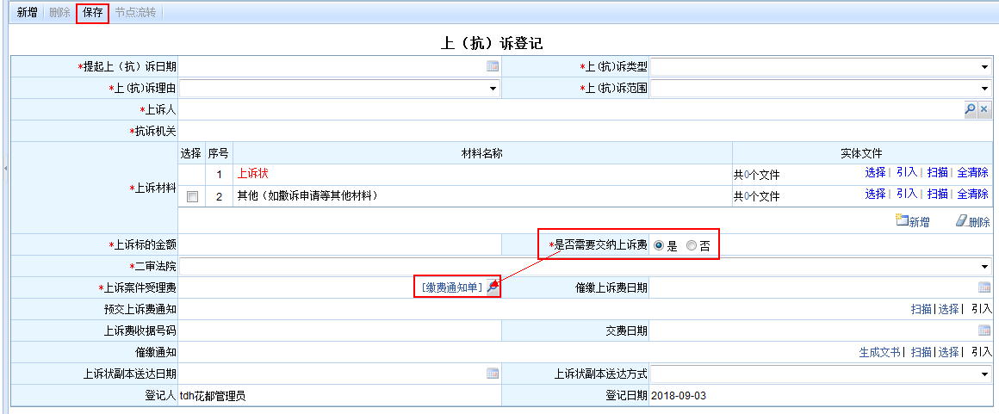 新增 删除 保存 节点流转
上（抗）诉登记
*提起上（抗）诉日期 *上(抗)诉类型
*上(抗)诉理由 *上(抗)诉范围
*上诉人
*抗诉机关
选择 序号 材料名称 实体文件
*上诉材料
1 上诉状 共0个文件 选择| 引入| 扫描| 全清除
2 其他（如撤诉申请等其他材料） 共0个文件 选择| 引入| 扫描| 全清除
新增 删除
*上诉标的金额 *是否需要交纳上诉费 是 否
*二审法院
*上诉案件受理费 [缴费通知单] 催缴上诉费日期
预交上诉费通知 扫描|选择| 引入
上诉费收据号码 交费日期
催缴通知 生成文书| 扫描|选择| 引入
上诉状副本送达日期 上诉状副本送达方式
登记人 tdh花都管理员 登记日期 2018-09-03